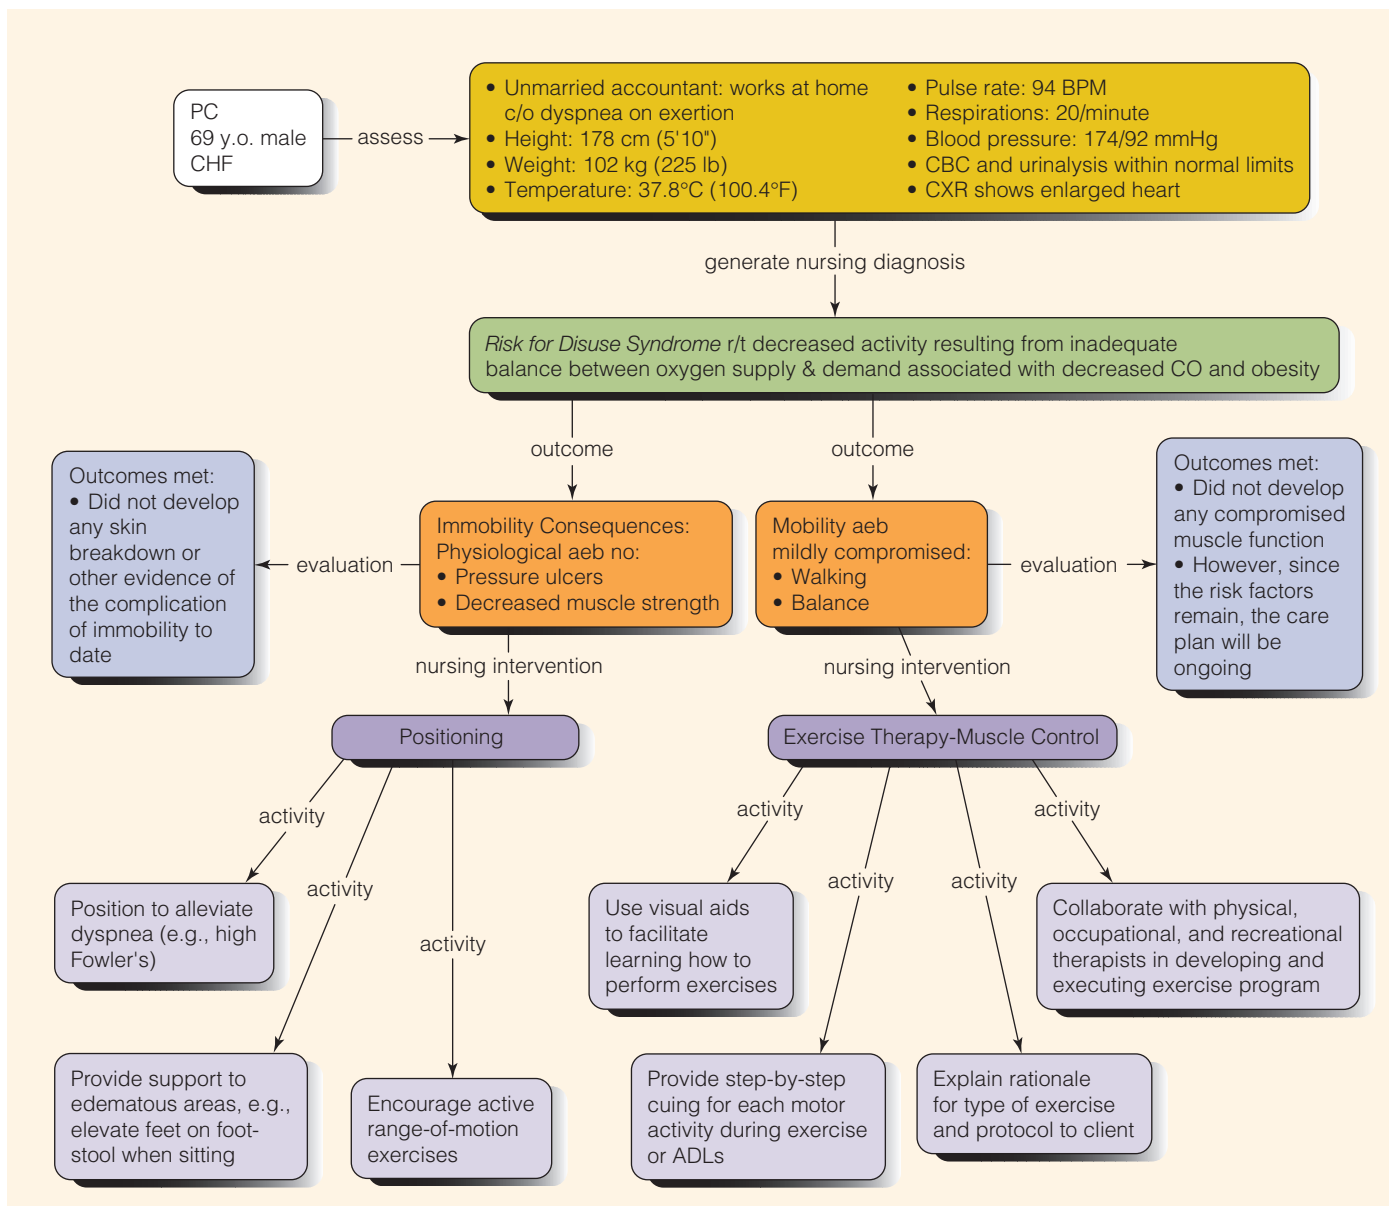 PC
69 y.o. male
CHF
assess
• Unmarried accountant: works at home
c/o dyspnea on exertion
• Height: 178 cm (5'10")
• Weight: 102 kg (225 lb)
• Temperature: 37.8°C (100.4°F)
• Pulse rate: 94 BPM
• Respirations: 20/minute
• Blood pressure: 174/92 mmHg
• CBC and urinalysis within normal limits
• CXR shows enlarged heart
generate nursing diagnosis
Risk for Disuse Syndrome r/t decreased activity resulting from inadequate
balance between oxygen supply & demand associated with decreased CO and obesity
outcome
outcome
Outcomes met:
• Did not develop
any skin
breakdown or
other evidence of
the complication
of immobility to
date
evaluation
Immobility Consequences:
Physiological aeb no:
• Pressure ulcers
• Decreased muscle strength
Mobility aeb
mildly compromised:
• Walking
• Balance
evaluation
Outcomes met:
• Did not develop
any compromised
muscle function
• However, since
the risk factors
remain, the care
plan will be
ongoing
nursing intervention
nursing intervention
Positioning
Exercise Therapy-Muscle Control
activity
activity
activity
activity
activity
activity
activity
Position to alleviate
dyspnea (e.g., high
Fowler's)
Use visual aids
to facilitate
learning how to
perform exercises
Collaborate with physical,
occupational, and recreational
therapists in developing and
executing exercise program
Provide support to
edematous areas, e.g.,
elevate feet on foot-
stool when sitting
Encourage active
range-of-motion
exercises
Provide step-by-step
cuing for each motor
activity during exercise
or ADLs
Explain rationale
for type of exercise
and protocol to client